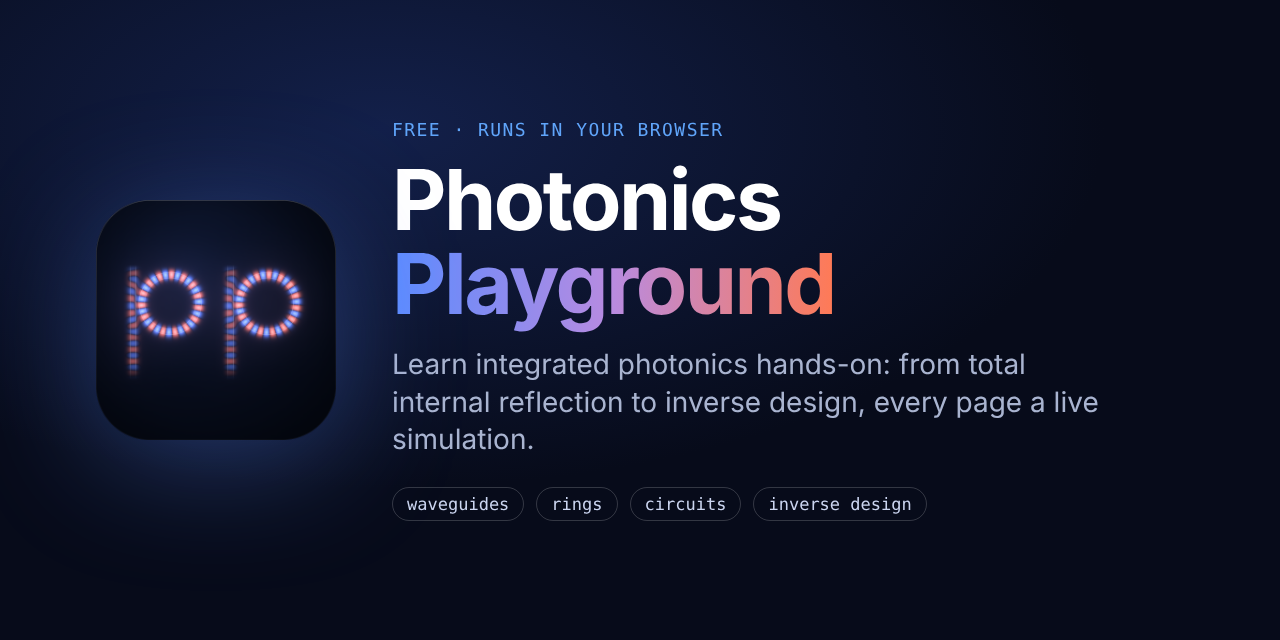 FREE · RUNS IN YOUR BROWSER
Photonics
Playground
pp
Learn integrated photonics hands-on: from total
internal reflection to inverse design, every page a live
simulation.
waveguides
rings
circuits
inverse design